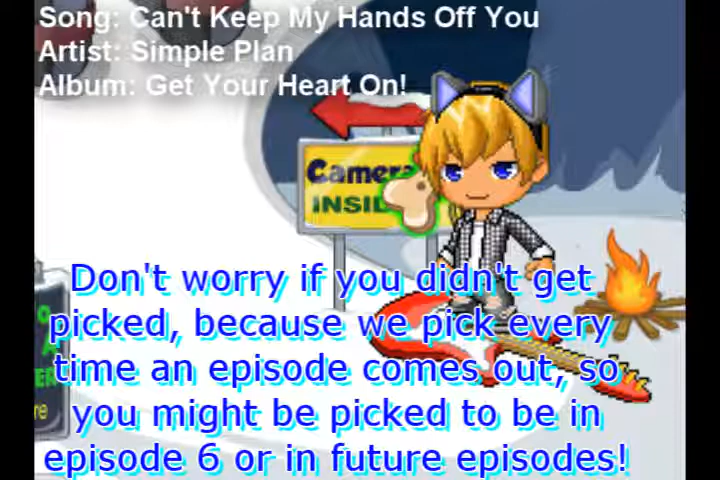 Song: Can't Keep My Hands Off You
Artist: Simple Plan
Album: Get Your Heart On!
Camera
INSID
Don't worry if you didn't get
picked, because we pick every
time an episode comes out, so
you might be picked to be in
episode 6 or in future episodes!